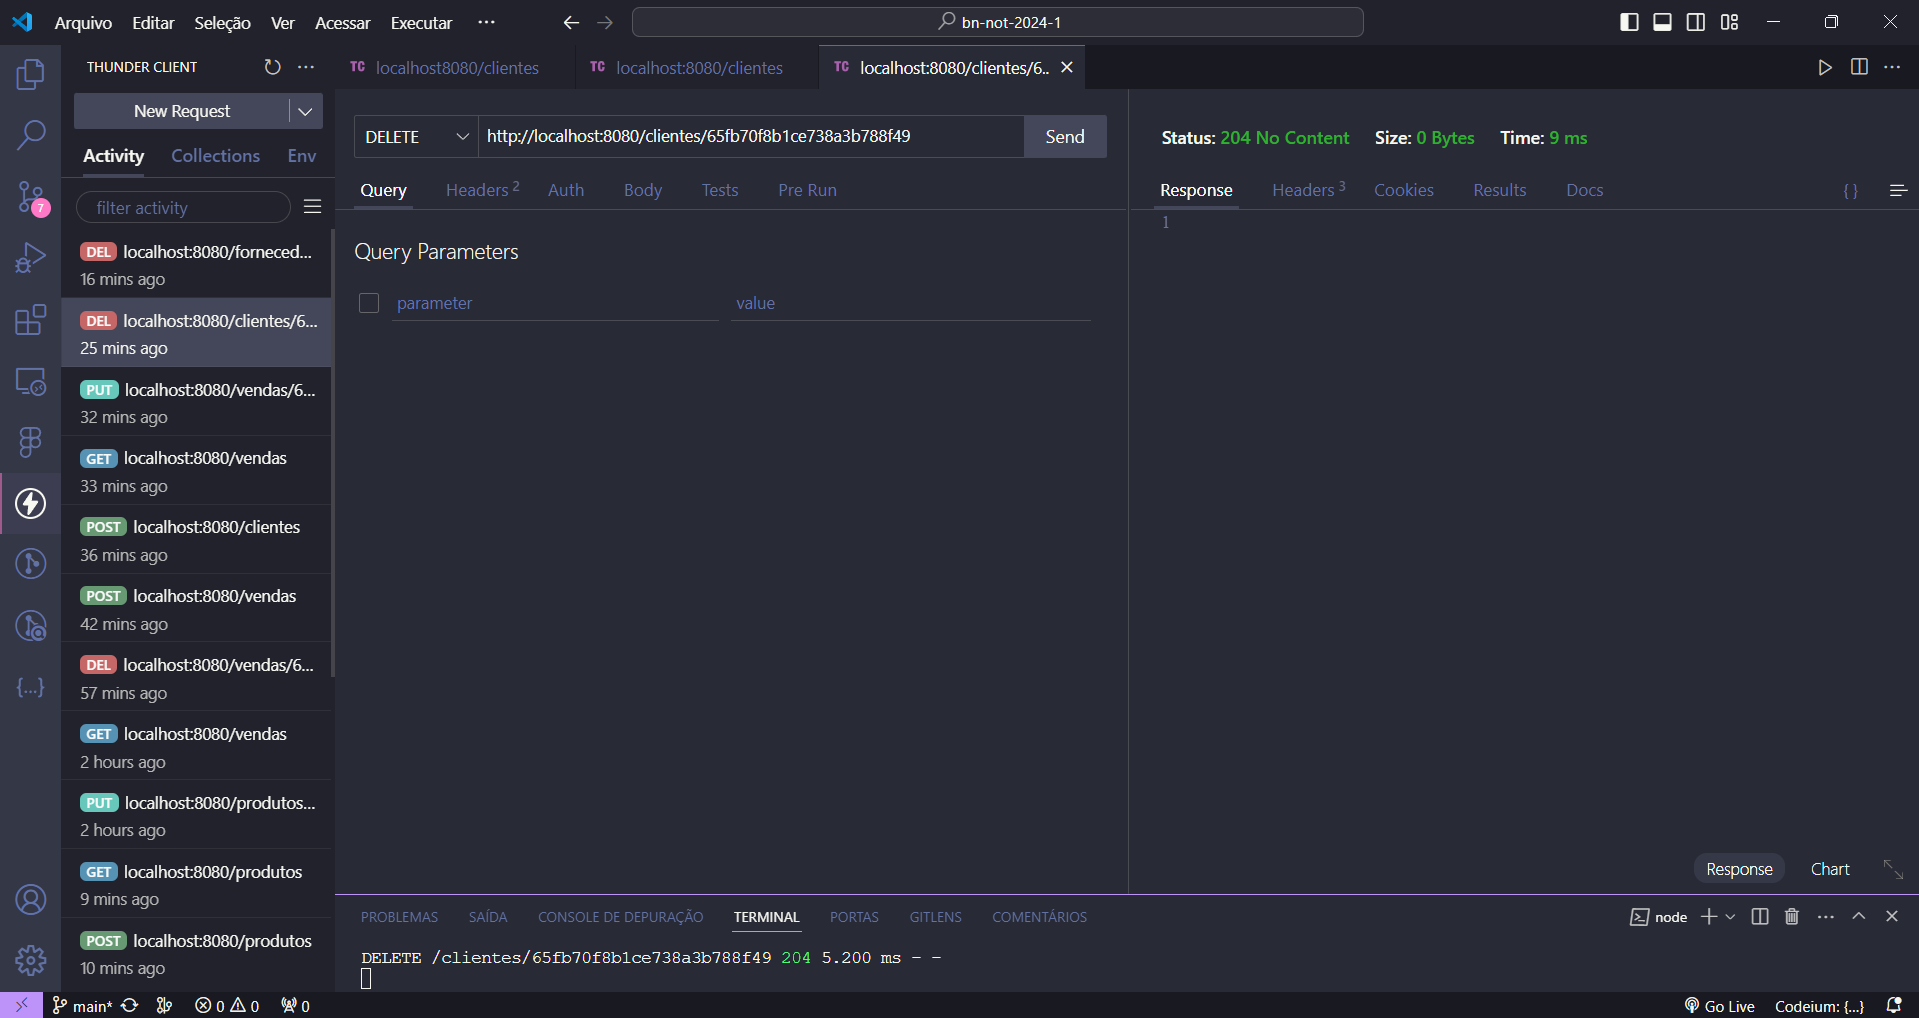 Arquivo Editar Seleção Ver Acessar Executar ··· bn-not-2024-1
THUNDER CLIENT ···
TC localhost8080/clientes TC localhost:8080/clientes TC localhost:8080/clientes/6..
New Request
Activity Collections Env
filter activity
DEL localhost:8080/forneced...
16 mins ago
DEL localhost:8080/clientes/6...
25 mins ago
PUT localhost:8080/vendas/6...
32 mins ago
GET localhost:8080/vendas
33 mins ago
POST localhost:8080/clientes
36 mins ago
POST localhost:8080/vendas
42 mins ago
DEL localhost:8080/vendas/6...
57 mins ago
GET localhost:8080/vendas
2 hours ago
PUT localhost:8080/produtos...
2 hours ago
GET localhost:8080/produtos
9 mins ago
POST localhost:8080/produtos
10 mins ago
7
{...}
DELETE http://localhost:8080/clientes/65fb70f8b1ce738a3b788f49 Send
Query Headers 2 Auth Body Tests Pre Run
Query Parameters
parameter value
Status: 204 No Content Size: 0 Bytes Time: 9 ms
Response Headers 3 Cookies Results Docs { }
1
Response Chart
PROBLEMAS SAÍDA CONSOLE DE DEPURAÇÃO TERMINAL PORTAS GITLENS COMENTÁRIOS node
DELETE /clientes/65fb70f8b1ce738a3b788f49 204 5.200 ms - -
main* 0 0 0 Go Live Codeium: {...}